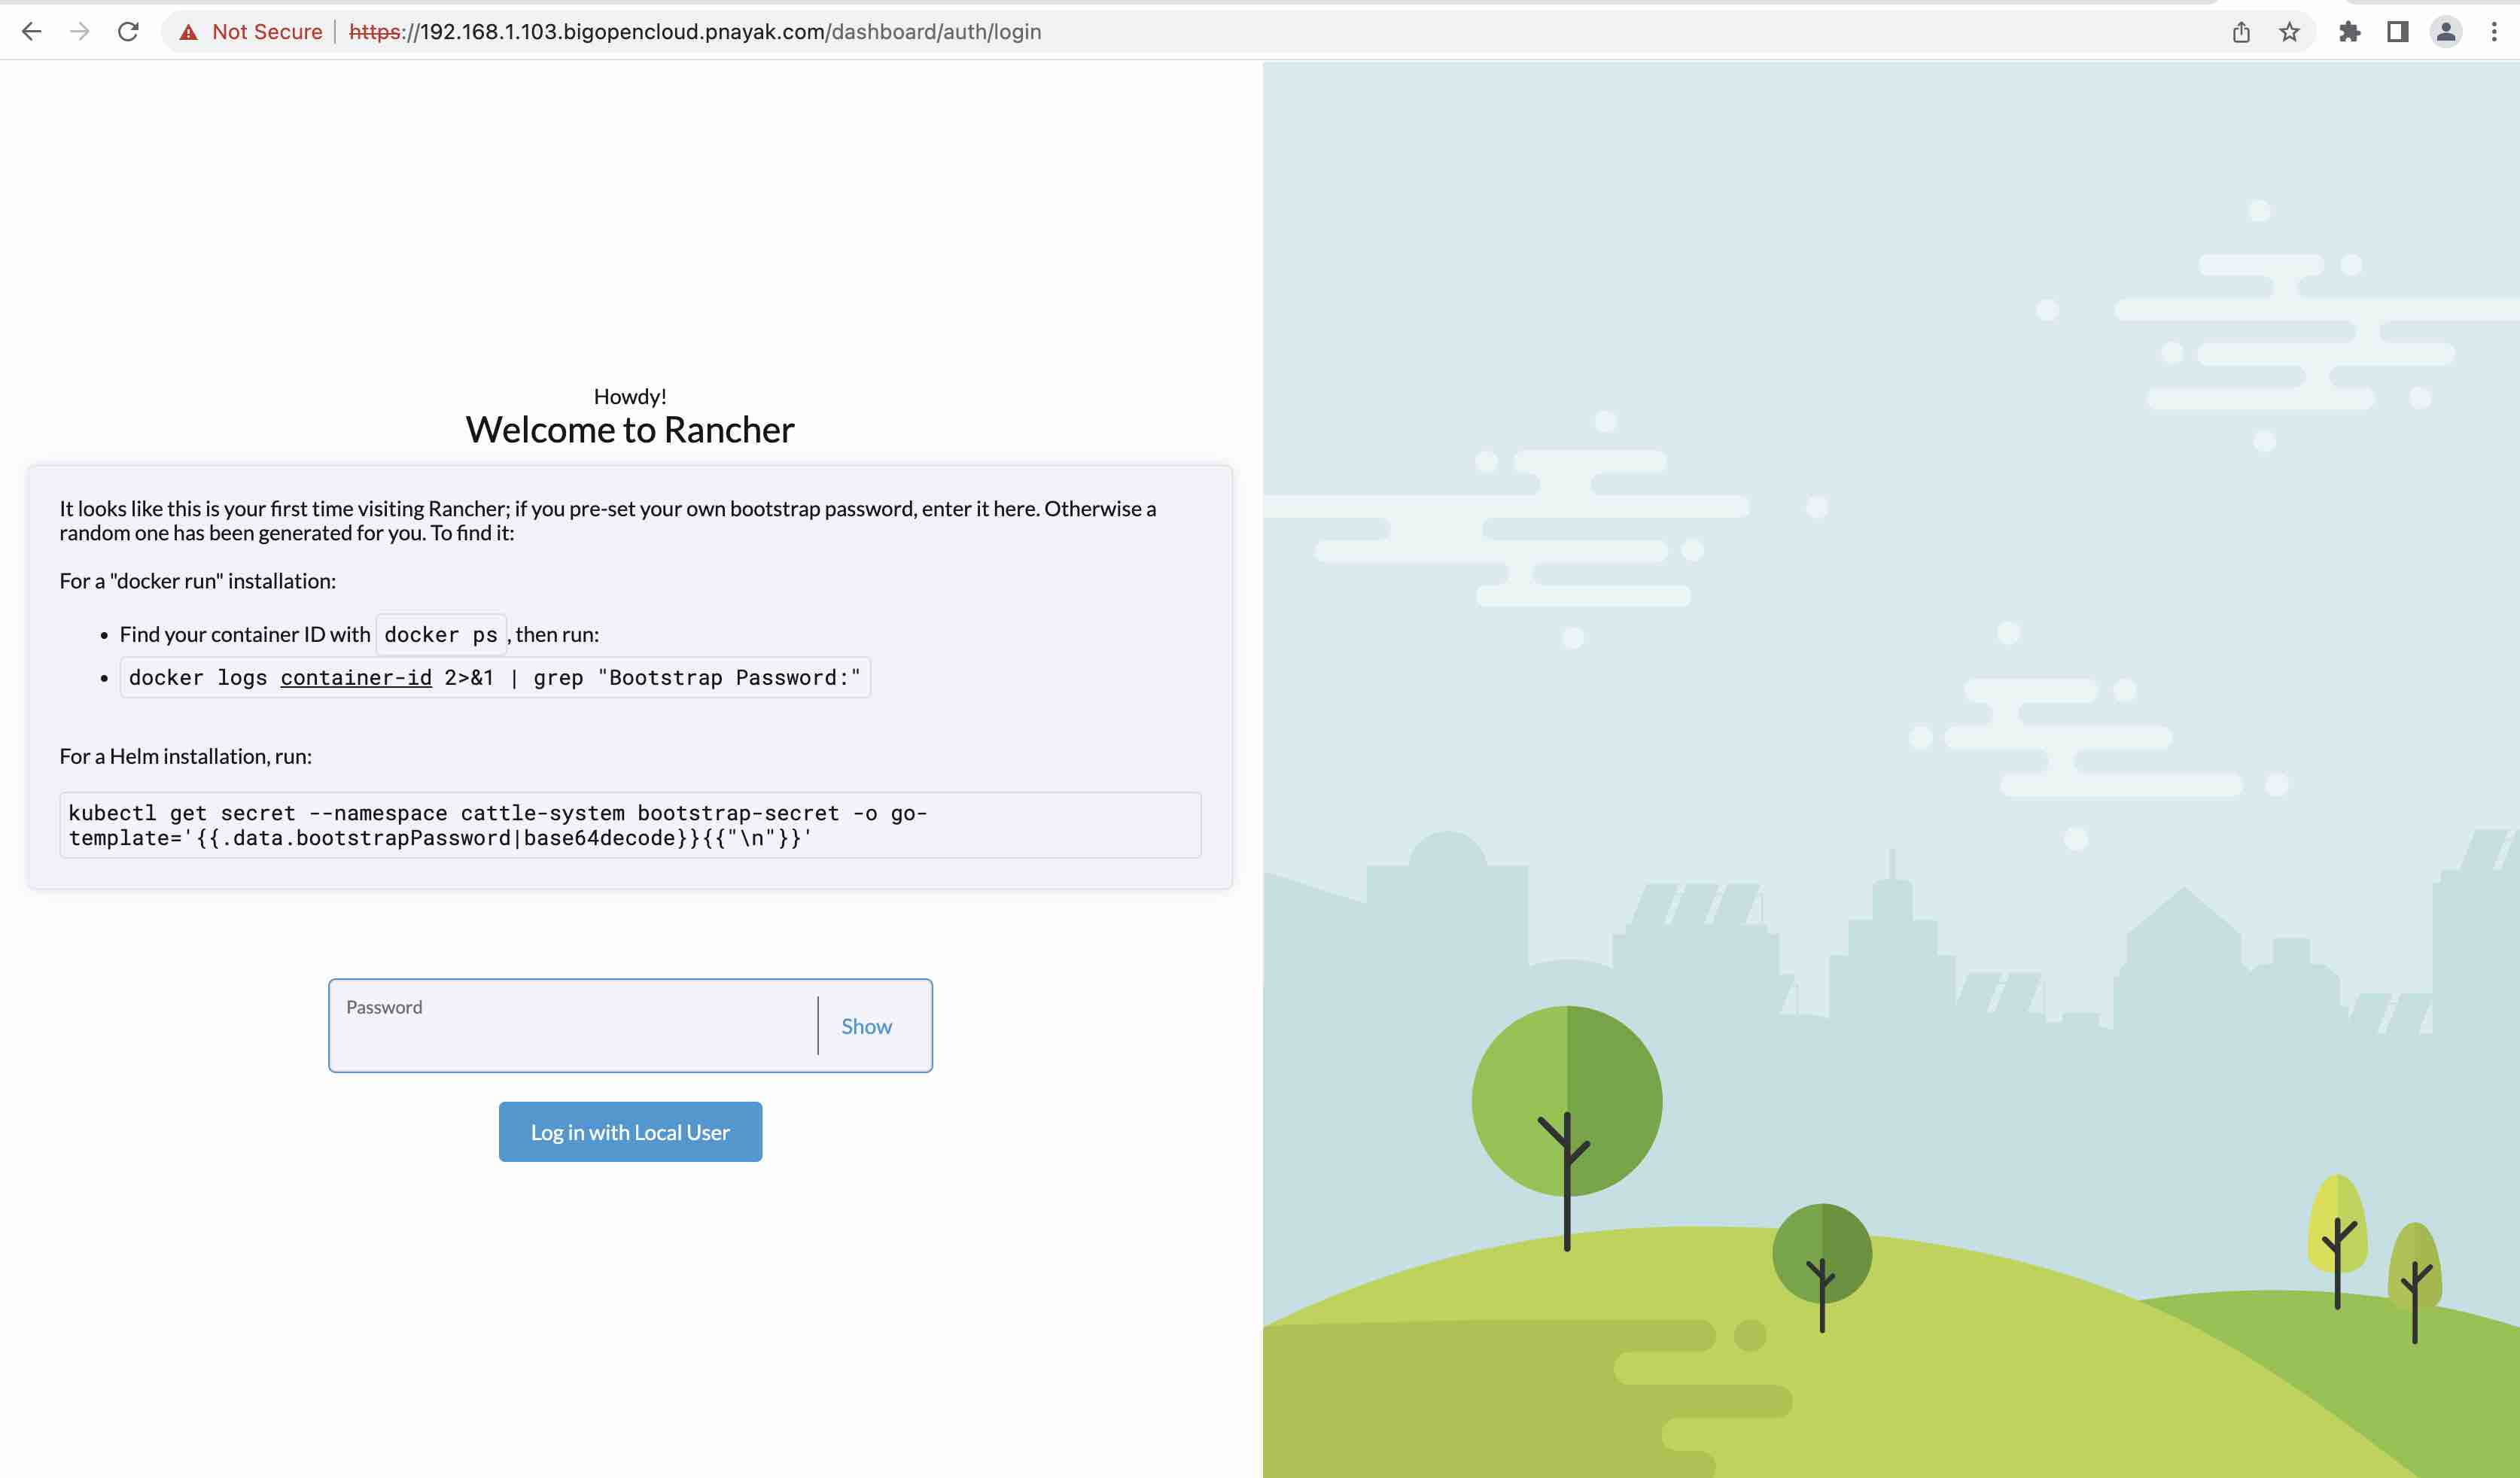 Not Secure https://192.168.1.103.bigopencloud.pnayak.com/dashboard/auth/login
Howdy!
Welcome to Rancher
It looks like this is your first time visiting Rancher; if you pre-set your own bootstrap password, enter it here. Otherwise a
random one has been generated for you. To find it:
For a "docker run" installation:
• Find your container ID with docker ps , then run:
• docker logs container-id 2>&1 | grep "Bootstrap Password:"
For a Helm installation, run:
kubectl get secret --namespace cattle-system bootstrap-secret -o go-
template='{{.data.bootstrapPassword|base64decode}}{{"\n"}}'
Password
Show
Log in with Local User